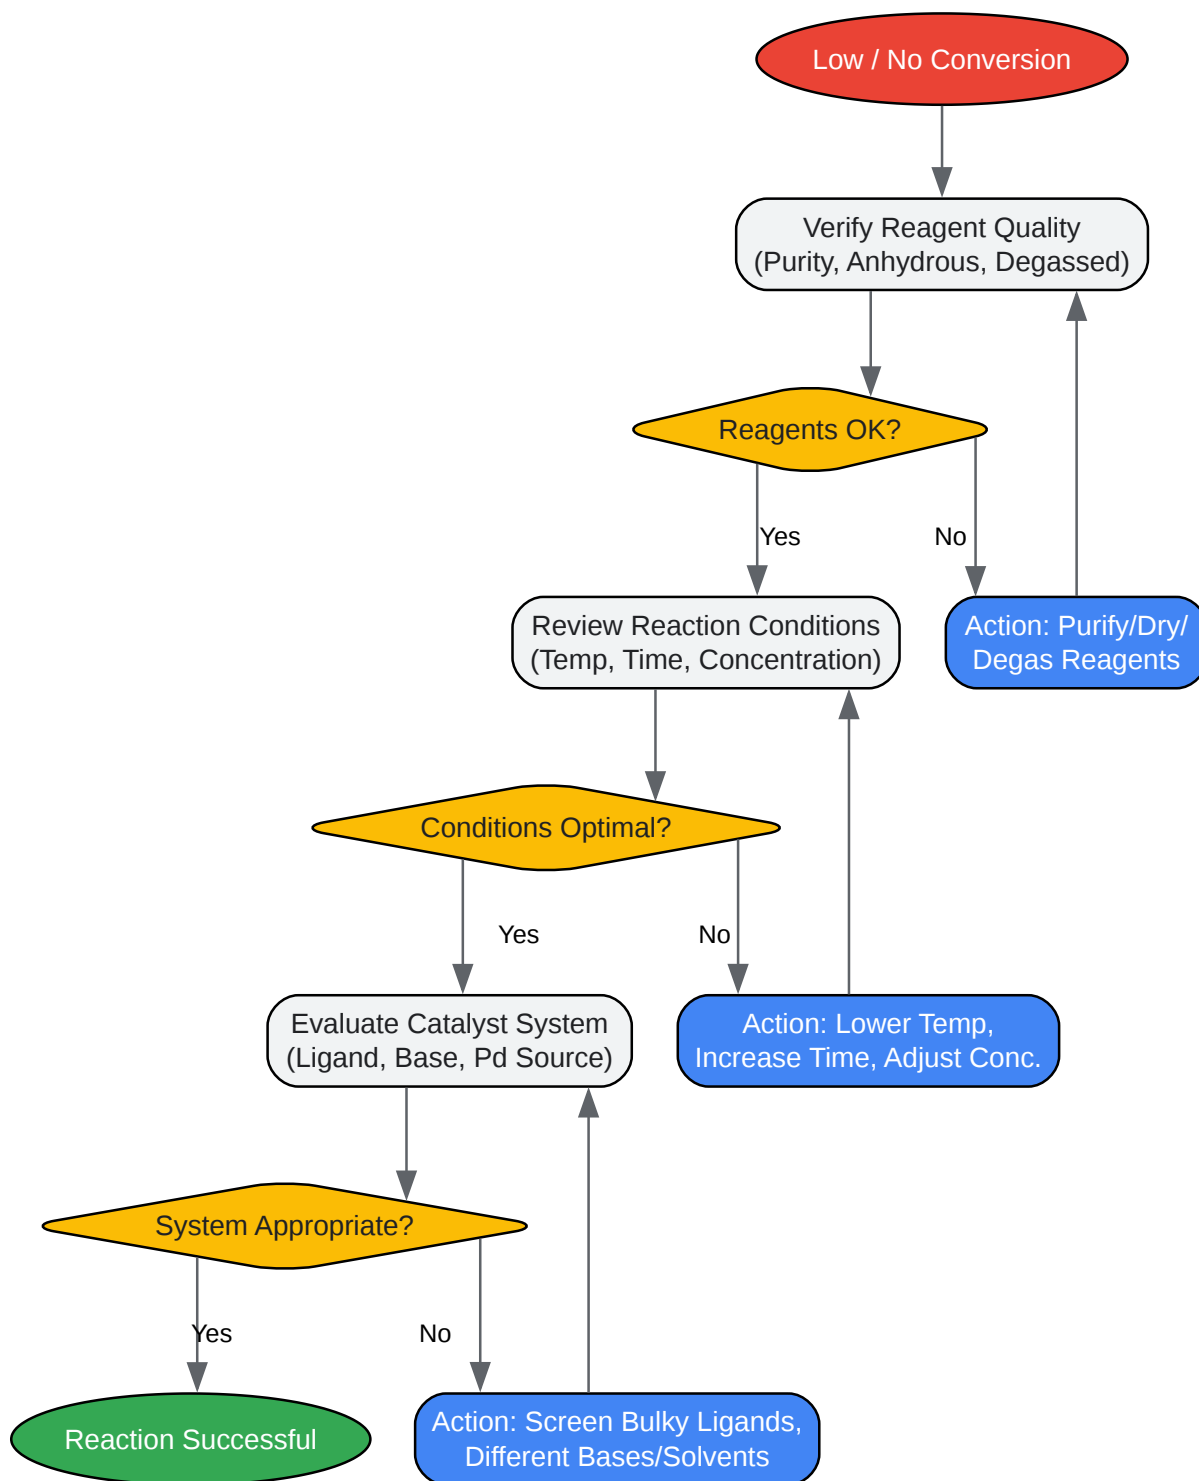 Low / No Conversion
Verify Reagent Quality
(Purity, Anhydrous, Degassed)
Reagents OK?
Yes
No
Review Reaction Conditions
(Temp, Time, Concentration)
Action: Purify/Dry/
Degas Reagents
Conditions Optimal?
Yes
No
Evaluate Catalyst System
(Ligand, Base, Pd Source)
Action: Lower Temp,
Increase Time, Adjust Conc.
System Appropriate?
Yes
No
Reaction Successful
Action: Screen Bulky Ligands,
Different Bases/Solvents